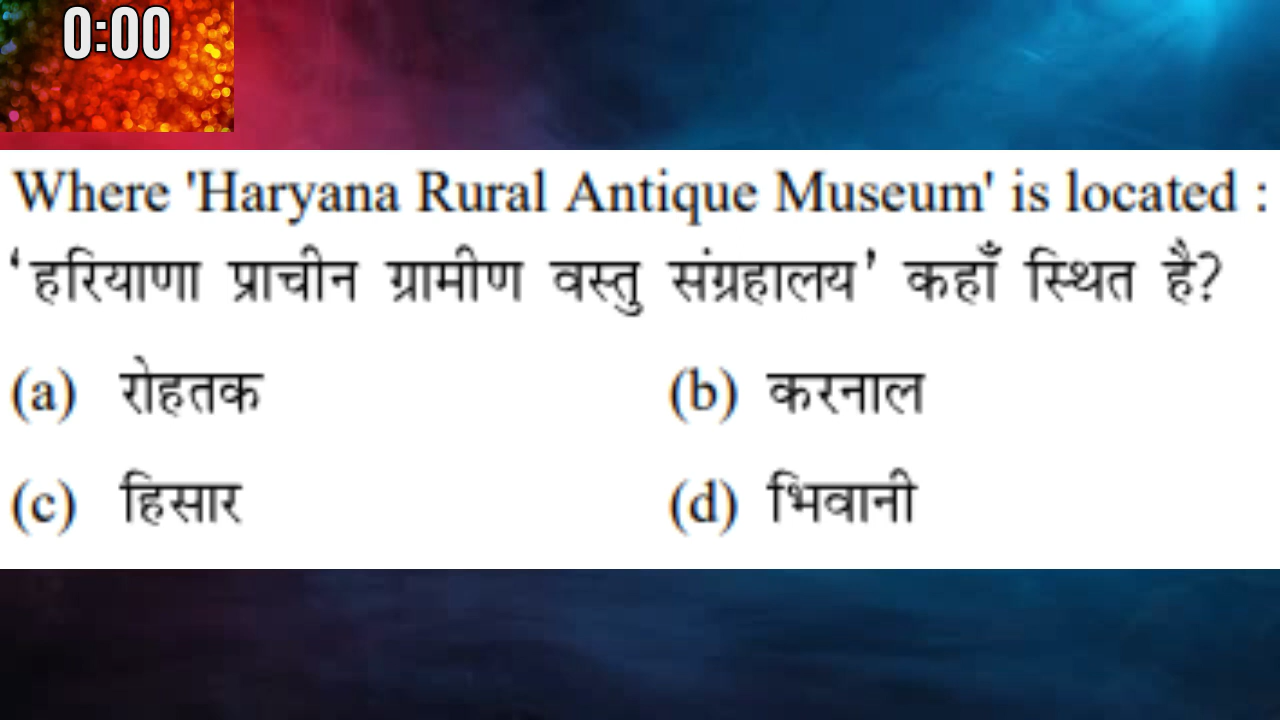 0:00
Where 'Haryana Rural Antique Museum' is located :
‘हरियाणा प्राचीन ग्रामीण वस्तु संग्रहालय’ कहाँ स्थित है?
(a) रोहतक (b) करनाल
(c) हिसार (d) भिवानी